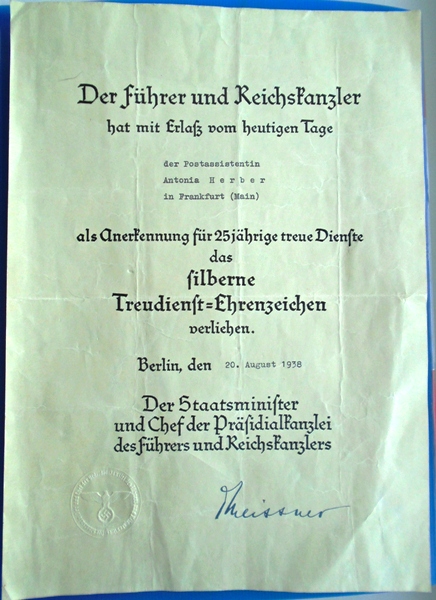 Der Führer und Reichskanzler
hat mit Erlaß vom heutigen Tage
der Postassistentin
Antonia H e r b e r
in Frankfurt (Main)
als Anerkennung für 25jährige treue Dienste
das
silberne
Treudienst=Ehrenzeichen
verliehen.
Berlin, den 20. August 1938
Der Staatsminister
und Chef der Präsidialkanzlei
des Führers und Reichskanzlers
Meissner